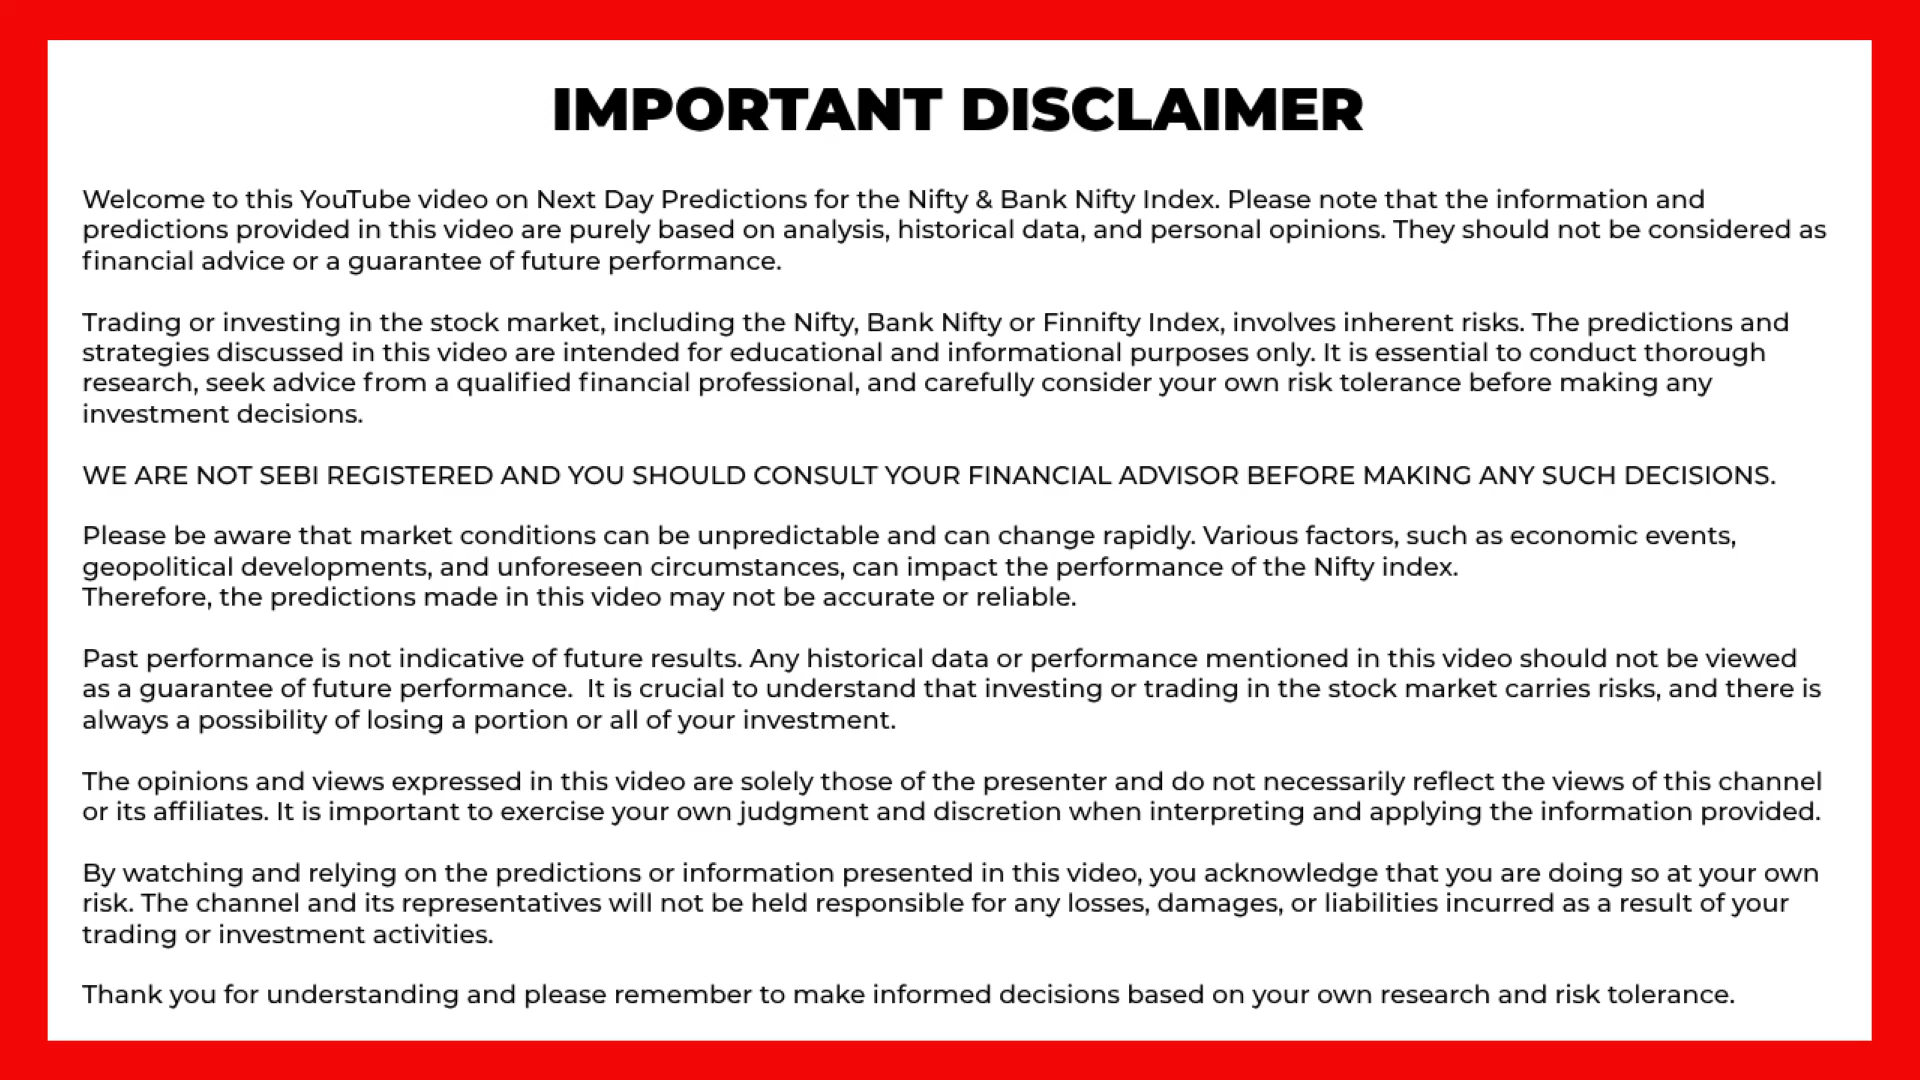 IMPORTANT DISCLAIMER
Welcome to this YouTube video on Next Day Predictions for the Nifty & Bank Nifty Index. Please note that the information and
predictions provided in this video are purely based on analysis, historical data, and personal opinions. They should not be considered as
financial advice or a guarantee of future performance.
Trading or investing in the stock market, including the Nifty, Bank Nifty or Finnifty Index, involves inherent risks. The predictions and
strategies discussed in this video are intended for educational and informational purposes only. It is essential to conduct thorough
research, seek advice from a qualified financial professional, and carefully consider your own risk tolerance before making any
investment decisions.
WE ARE NOT SEBI REGISTERED AND YOU SHOULD CONSULT YOUR FINANCIAL ADVISOR BEFORE MAKING ANY SUCH DECISIONS.
Please be aware that market conditions can be unpredictable and can change rapidly. Various factors, such as economic events,
geopolitical developments, and unforeseen circumstances, can impact the performance of the Nifty index.
Therefore, the predictions made in this video may not be accurate or reliable.
Past performance is not indicative of future results. Any historical data or performance mentioned in this video should not be viewed
as a guarantee of future performance.  It is crucial to understand that investing or trading in the stock market carries risks, and there is
always a possibility of losing a portion or all of your investment.
The opinions and views expressed in this video are solely those of the presenter and do not necessarily reflect the views of this channel
or its affiliates. It is important to exercise your own judgment and discretion when interpreting and applying the information provided.
By watching and relying on the predictions or information presented in this video, you acknowledge that you are doing so at your own
risk. The channel and its representatives will not be held responsible for any losses, damages, or liabilities incurred as a result of your
trading or investment activities.
Thank you for understanding and please remember to make informed decisions based on your own research and risk tolerance.